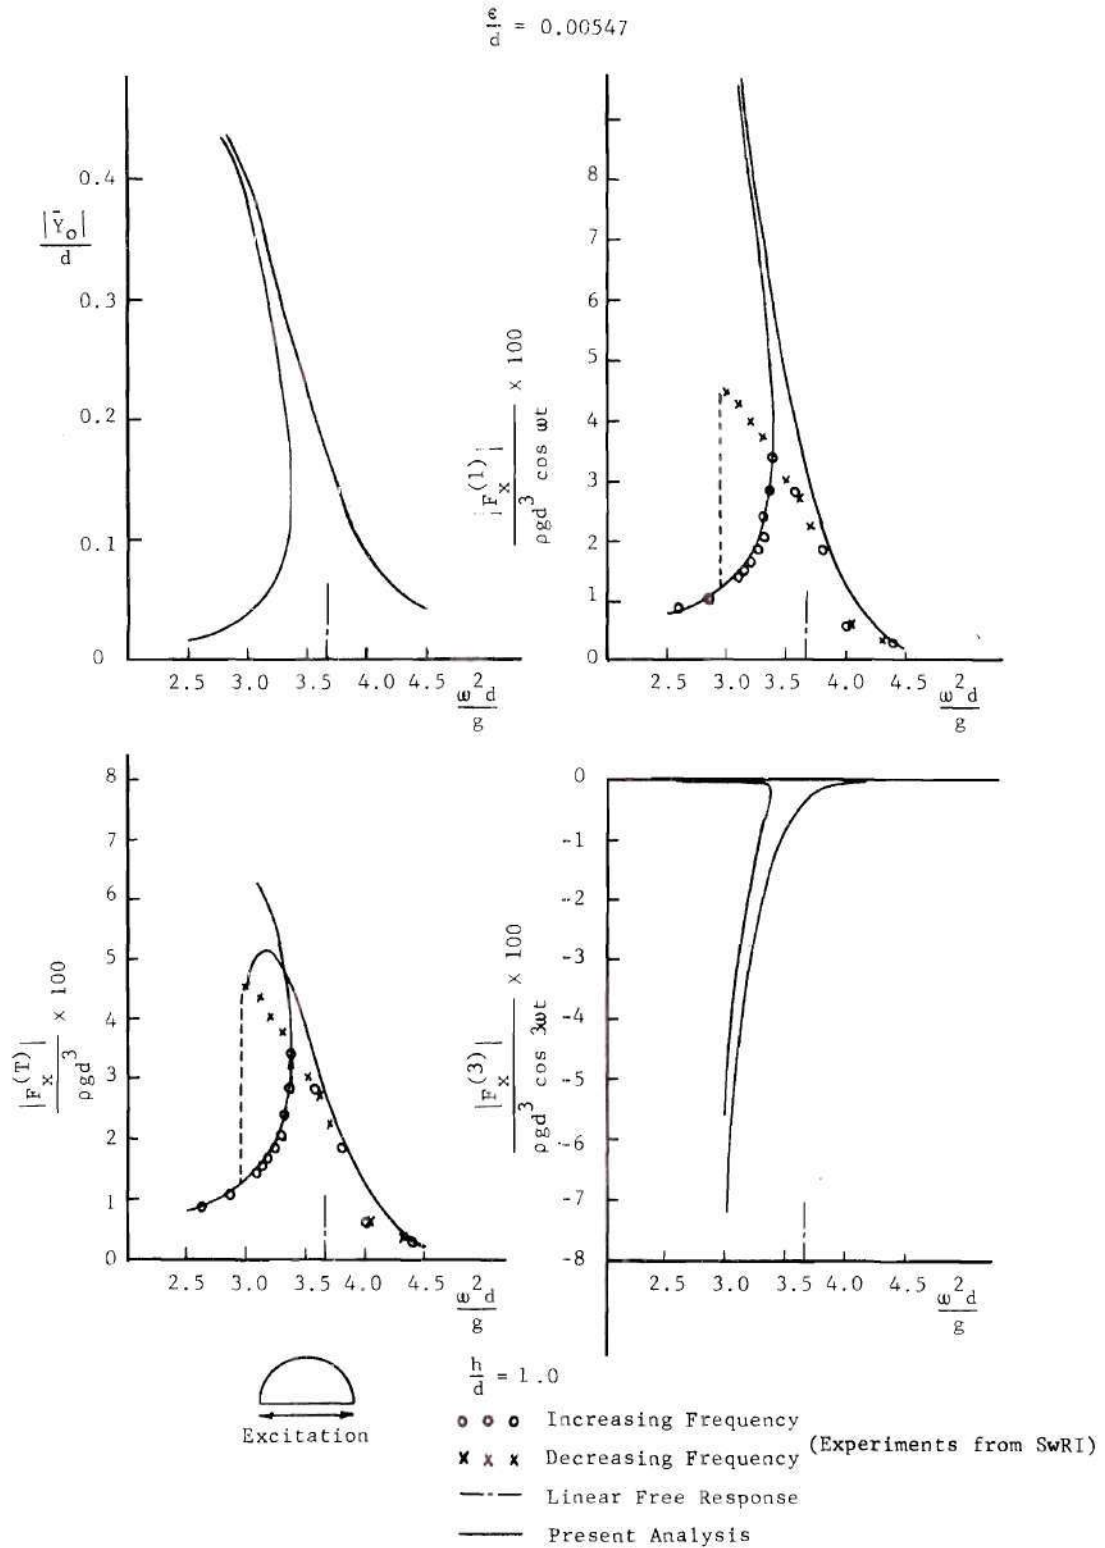 ε/d = 0.00547
|Ȳ_o|/d
0.4
0.3
0.2
0.1
0
2.5 3.0 3.5 4.0 4.5 ω²d/g
|F_x^(1)|/ρgd³ cos ωt × 100
8
7
6
5
4
3
2
1
0
2.5 3.0 3.5 4.0 4.5 ω²d/g
|F_x^(T)|/ρgd³ × 100
8
7
6
5
4
3
2
1
0
2.5 3.0 3.5 4.0 4.5 ω²d/g
|F_x^(3)|/ρgd³ cos 3ωt × 100
0
-1
-2
-3
-4
-5
-6
-7
-8
2.5 3.0 3.5 4.0 4.5 ω²d/g
Excitation
h/d = 1.0
Increasing Frequency
Decreasing Frequency
(Experiments from SwRI)
Linear Free Response
Present Analysis